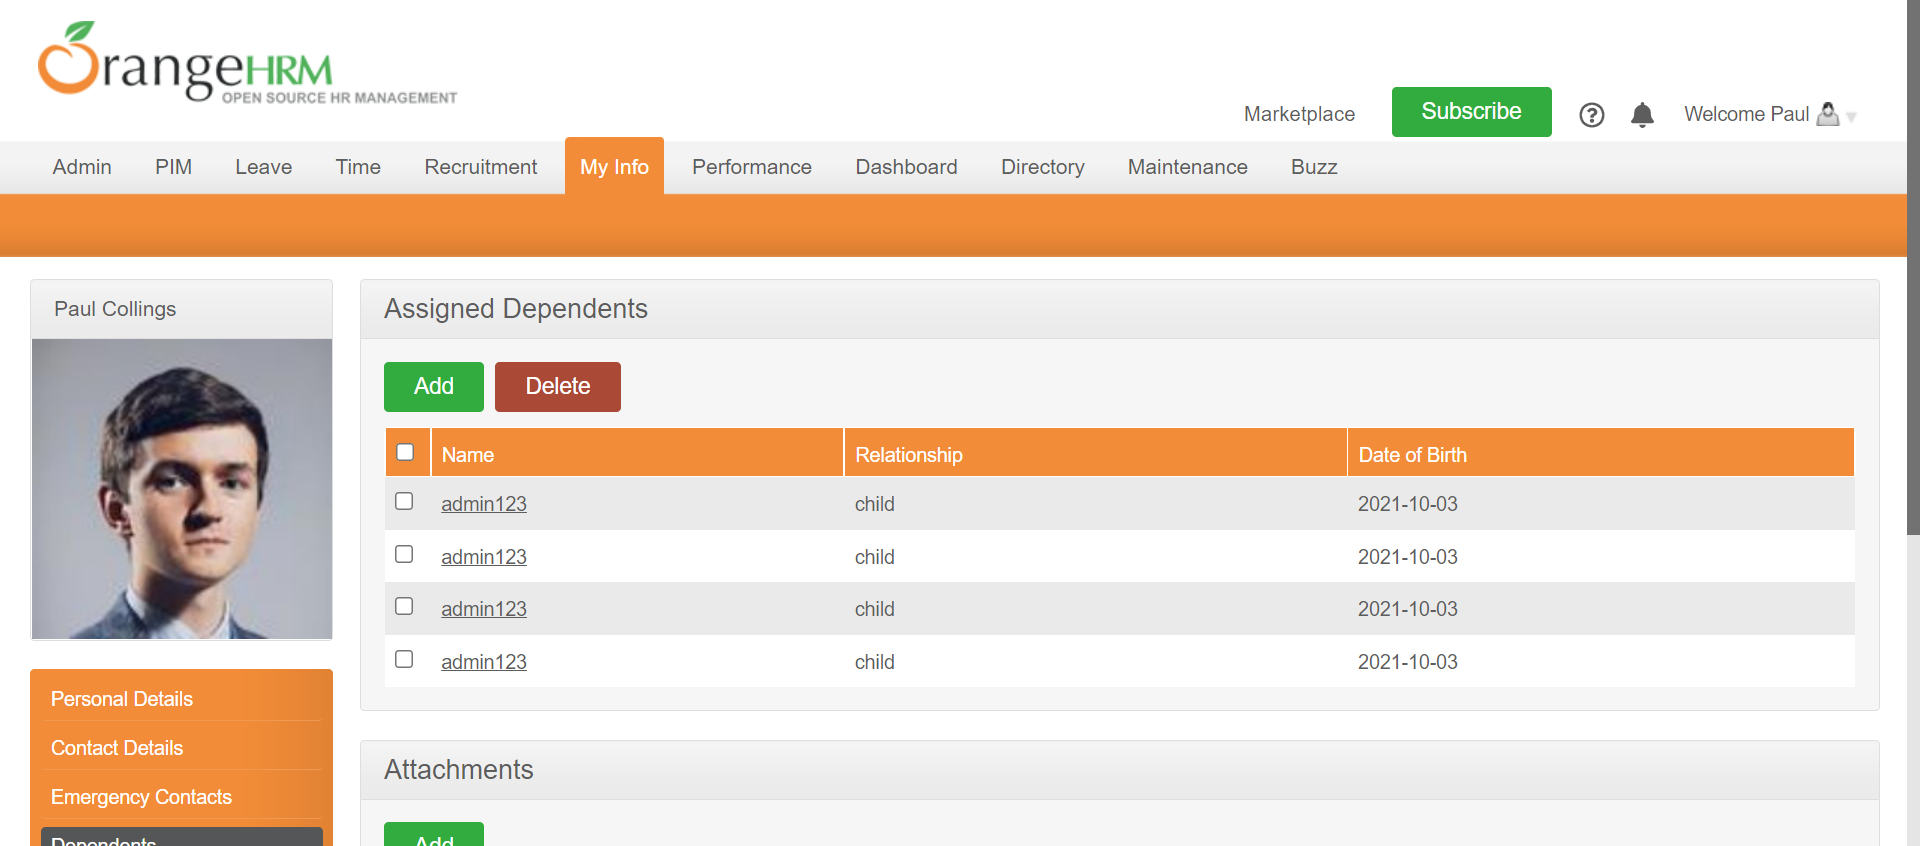 OrangeHRM
OPEN SOURCE HR MANAGEMENT
Marketplace
Subscribe
Welcome Paul
Admin PIM Leave Time Recruitment My Info Performance Dashboard Directory Maintenance Buzz
Paul Collings
Assigned Dependents
Add Delete
Name Relationship Date of Birth
admin123 child 2021-10-03
admin123 child 2021-10-03
admin123 child 2021-10-03
admin123 child 2021-10-03
Personal Details
Contact Details
Emergency Contacts
Dependents
Attachments
Add